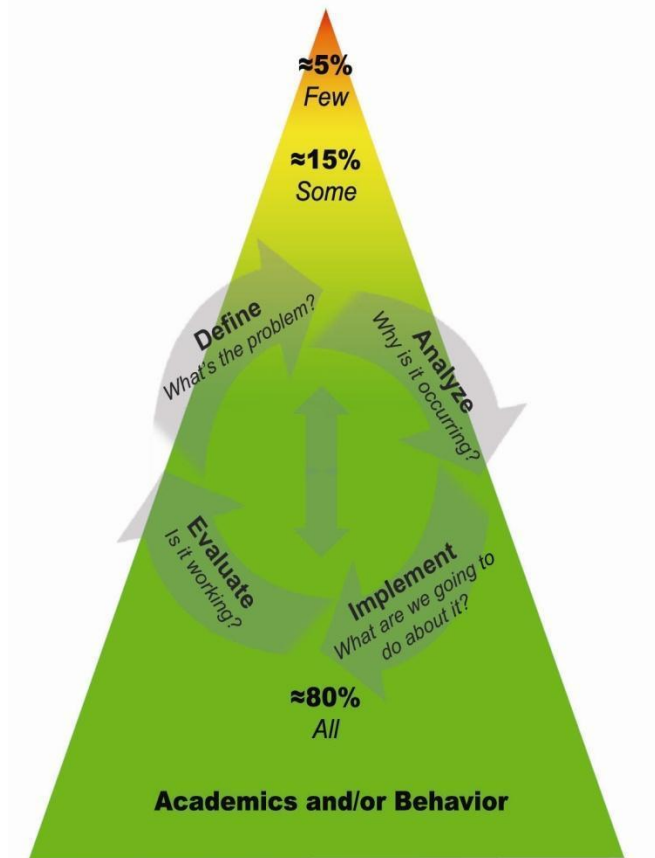 ≈5%
Few
≈15%
Some
Define
What's the problem?
Analyze
Why is it occurring?
Implement
What are we going to
do about it?
Evaluate
Is it working?
≈80%
All
Academics and/or Behavior